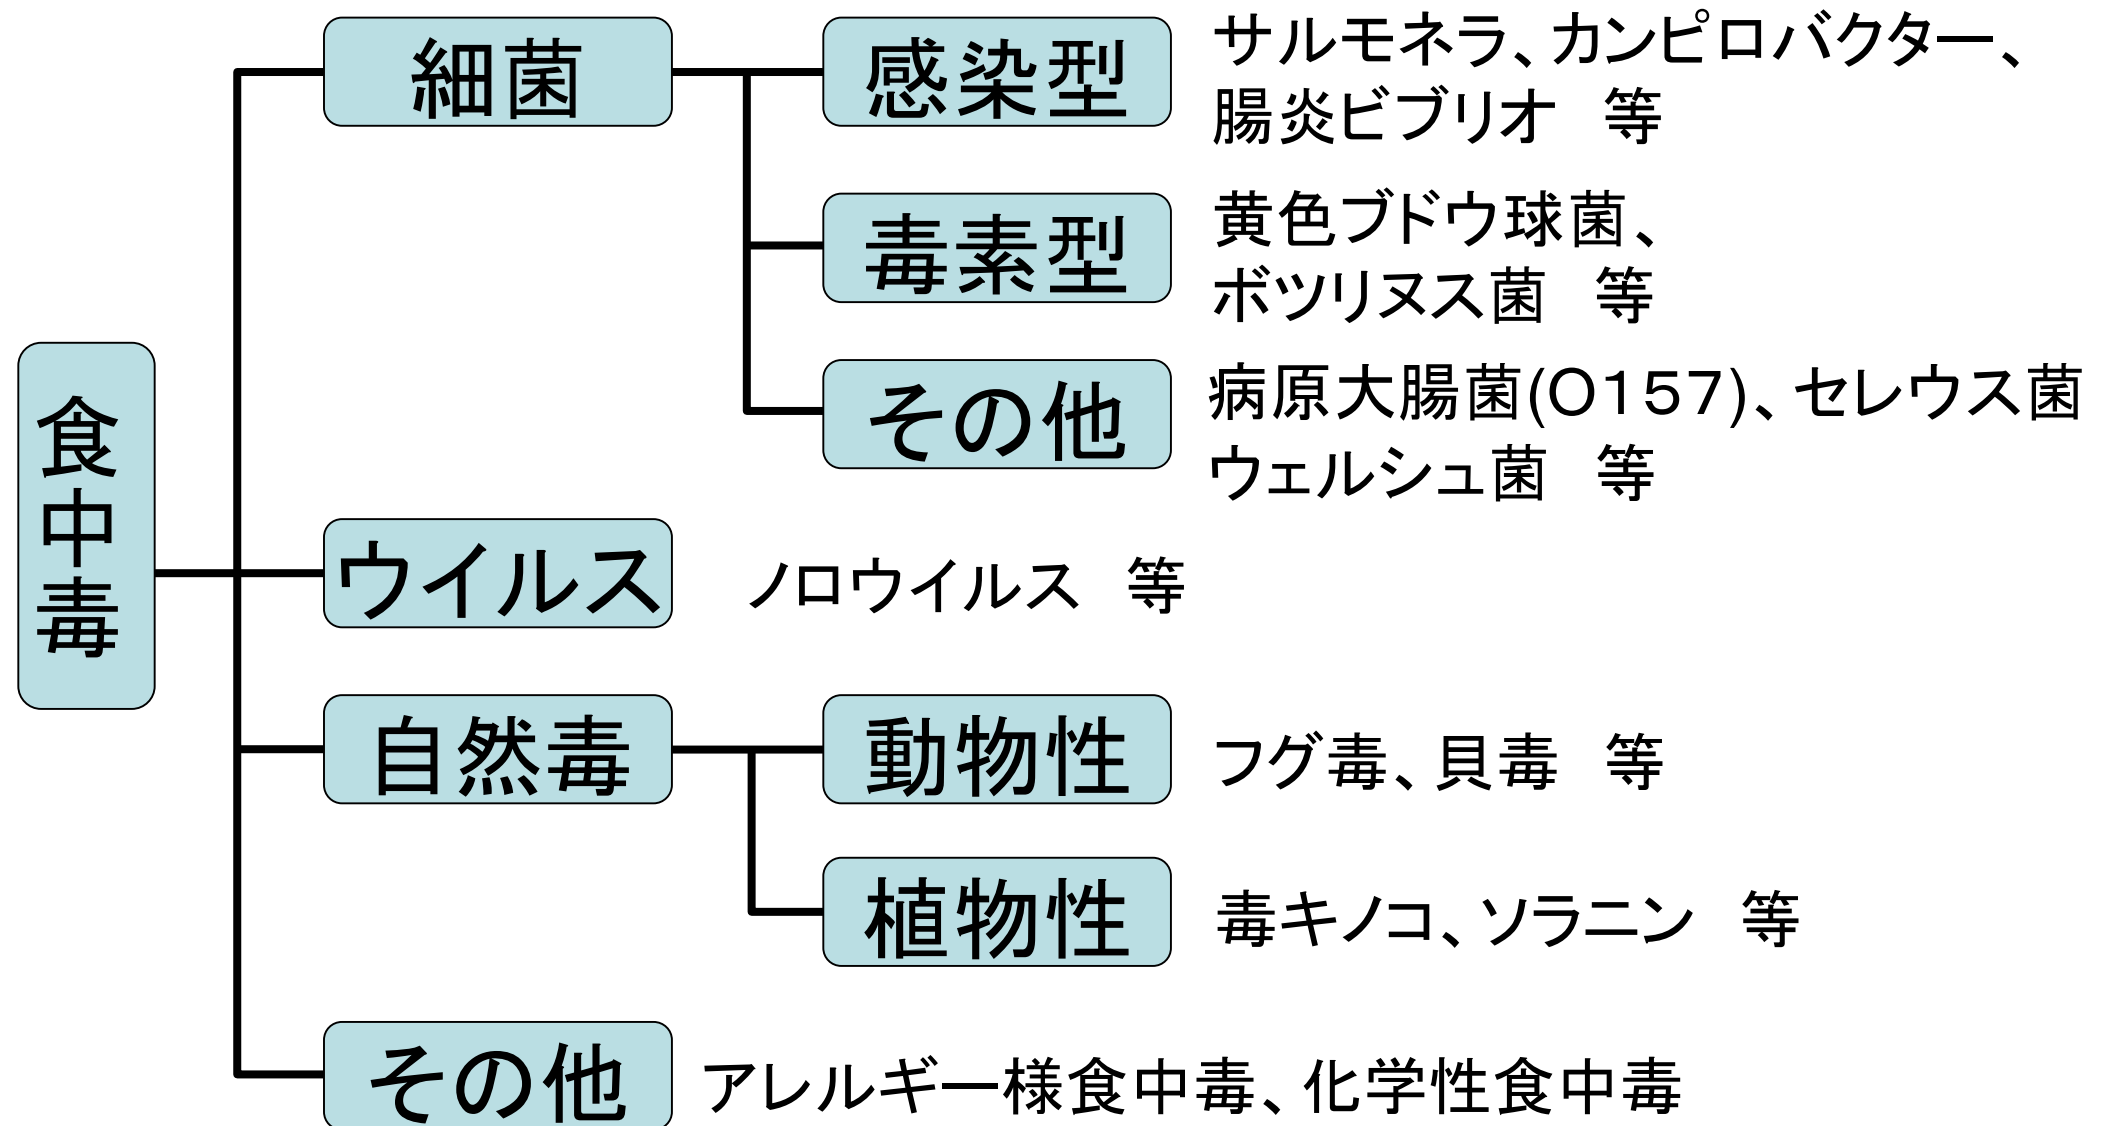 食中毒
細菌
感染型
サルモネラ、カンピロバクター、
腸炎ビブリオ　等
毒素型
黄色ブドウ球菌、
ボツリヌス菌　等
その他
病原大腸菌(O157)、セレウス菌
ウェルシュ菌　等
ウイルス
ノロウイルス　等
自然毒
動物性
フグ毒、貝毒　等
植物性
毒キノコ、ソラニン　等
その他
アレルギー様食中毒、化学性食中毒